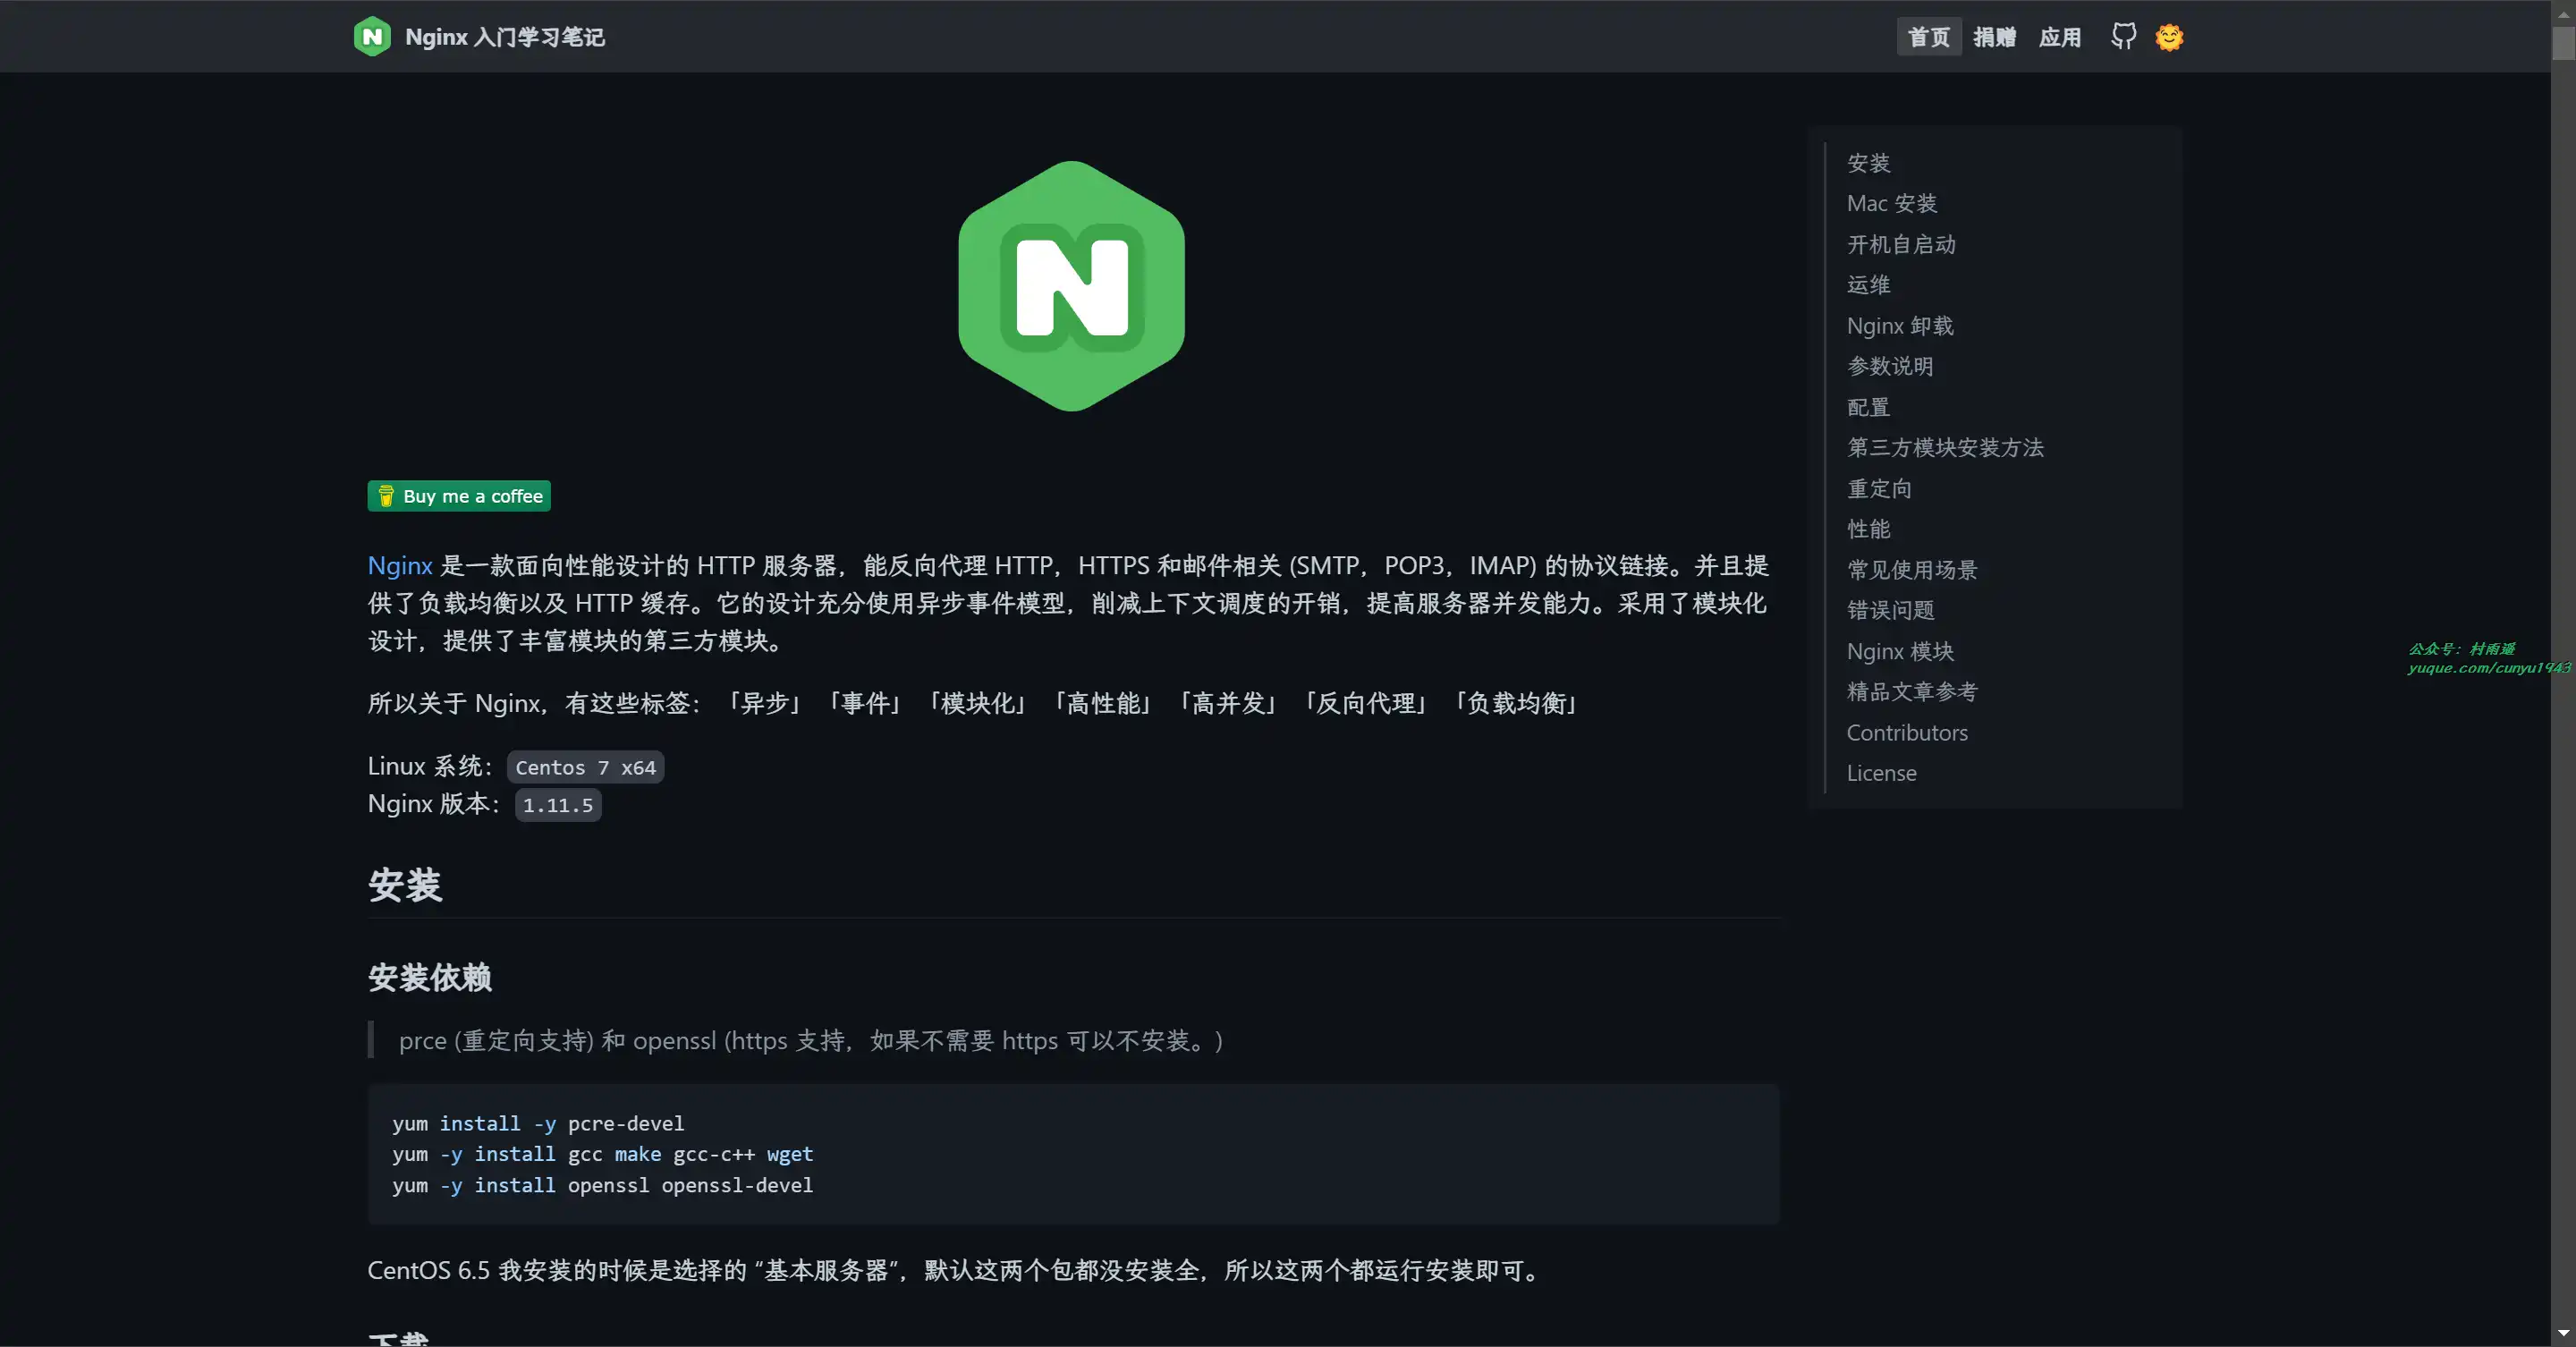 Nginx 入门学习笔记
首页 捐赠 应用
N
Buy me a coffee
Nginx 是一款面向性能设计的 HTTP 服务器，能反向代理 HTTP，HTTPS 和邮件相关 (SMTP，POP3，IMAP) 的协议链接。并且提
供了负载均衡以及 HTTP 缓存。它的设计充分使用异步事件模型，削减上下文调度的开销，提高服务器并发能力。采用了模块化
设计，提供了丰富模块的第三方模块。
所以关于 Nginx，有这些标签：「异步」「事件」「模块化」「高性能」「高并发」「反向代理」「负载均衡」
Linux 系统： Centos 7 x64
Nginx 版本： 1.11.5
安装
安装依赖
prce (重定向支持) 和 openssl (https 支持，如果不需要 https 可以不安装。)
yum install -y pcre-devel
yum -y install gcc make gcc-c++ wget
yum -y install openssl openssl-devel
CentOS 6.5 我安装的时候是选择的 “基本服务器”，默认这两个包都没安装全，所以这两个都运行安装即可。
下载
安装
Mac 安装
开机自启动
运维
Nginx 卸载
参数说明
配置
第三方模块安装方法
重定向
性能
常见使用场景
错误问题
Nginx 模块
精品文章参考
Contributors
License
公众号：村雨遥
yuque.com/cunyu1943